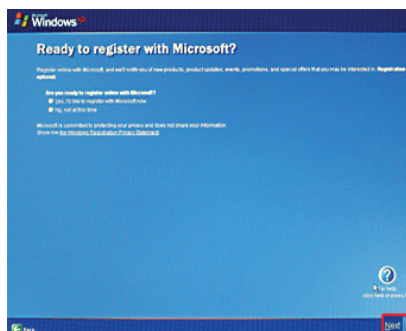 Microsoft
Windows xp
Ready to register with Microsoft?
Register online with Microsoft, and we'll notify you of new products, product updates, events, promotions, and special offers that you may be interested in. Registration
optional.
Are you ready to register online with Microsoft?
Yes, I'd like to register with Microsoft now
No, not at this time
Microsoft is committed to protecting your privacy and does not share your information.
Show me the Windows Registration Privacy Statement
For help,
click here or press
Back
Next